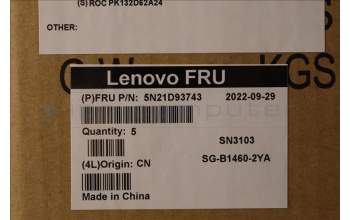 (S) ROC PK132D62A24
OTHER:
KGS
Lenovo FRU
(P)FRU P/N: 5N21D93743 2022-09-29
Quantity: 5
SN3103
(4L)Origin: CN SG-B1460-2YA
Made in China